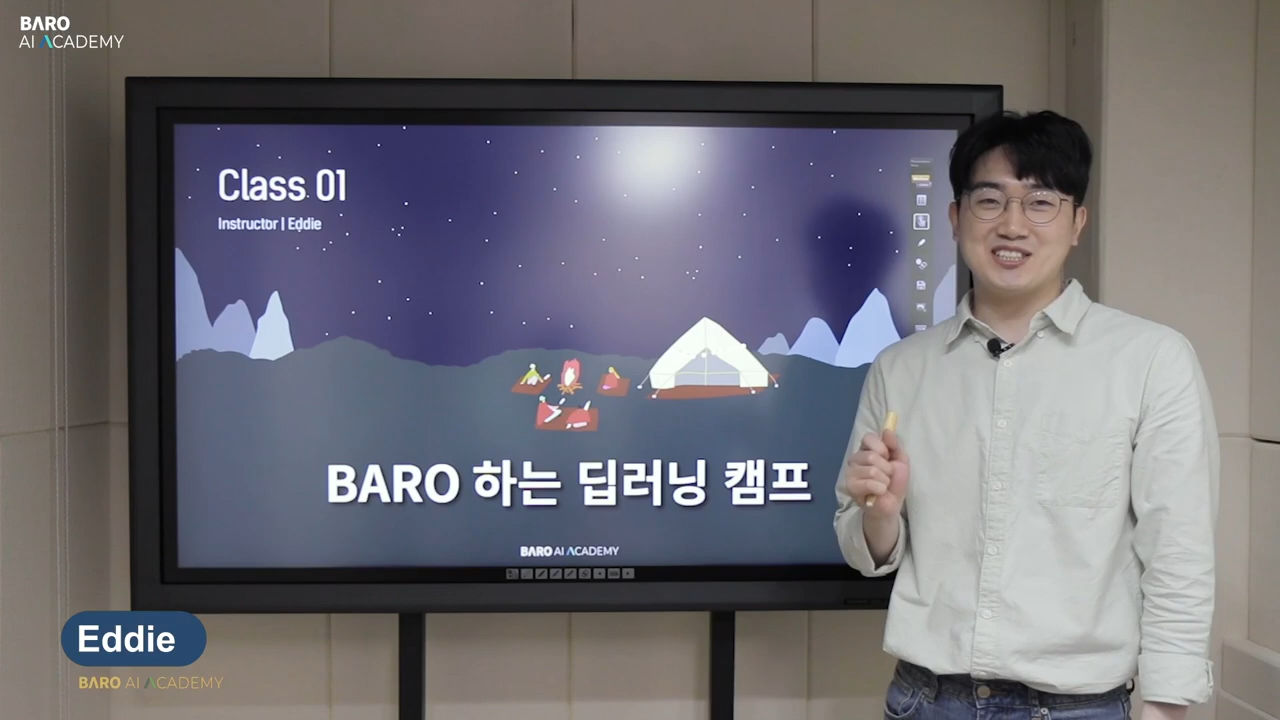 BARO
AI ACADEMY
Class 01
Instructor | Eddie
BARO 하는 딥러닝 캠프
BARO AI ACADEMY
Eddie
BARO AI ACADEMY